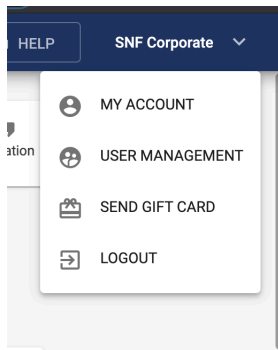 HELP
SNF Corporate
MY ACCOUNT
ation
USER MANAGEMENT
SEND GIFT CARD
LOGOUT